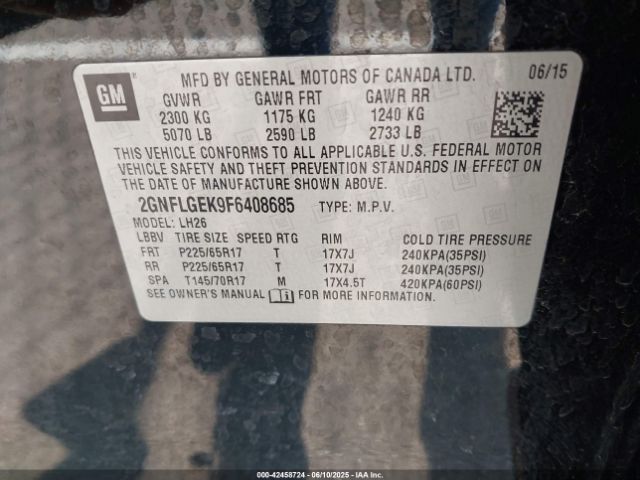 GM
MFD BY GENERAL MOTORS OF CANADA LTD. 06/15
GVWR GAWR FRT GAWR RR
2300 KG 1175 KG 1240 KG
5070 LB 2590 LB 2733 LB
THIS VEHICLE CONFORMS TO ALL APPLICABLE U.S. FEDERAL MOTOR
VEHICLE SAFETY AND THEFT PREVENTION STANDARDS IN EFFECT ON
THE DATE OF MANUFACTURE SHOWN ABOVE.
2GNFLGEK9F6408685 TYPE: M.P.V.
MODEL: LH26
LBBV TIRE SIZE SPEED RTG RIM COLD TIRE PRESSURE
FRT P225/65R17 T 17X7J 240KPA(35PSI)
RR P225/65R17 T 17X7J 240KPA(35PSI)
SPA T145/70R17 M 17X4.5T 420KPA(60PSI)
SEE OWNER'S MANUAL FOR MORE INFORMATION.
00-42458724 - 06/10/2025 - COPYRIGHT IAA, LLC.